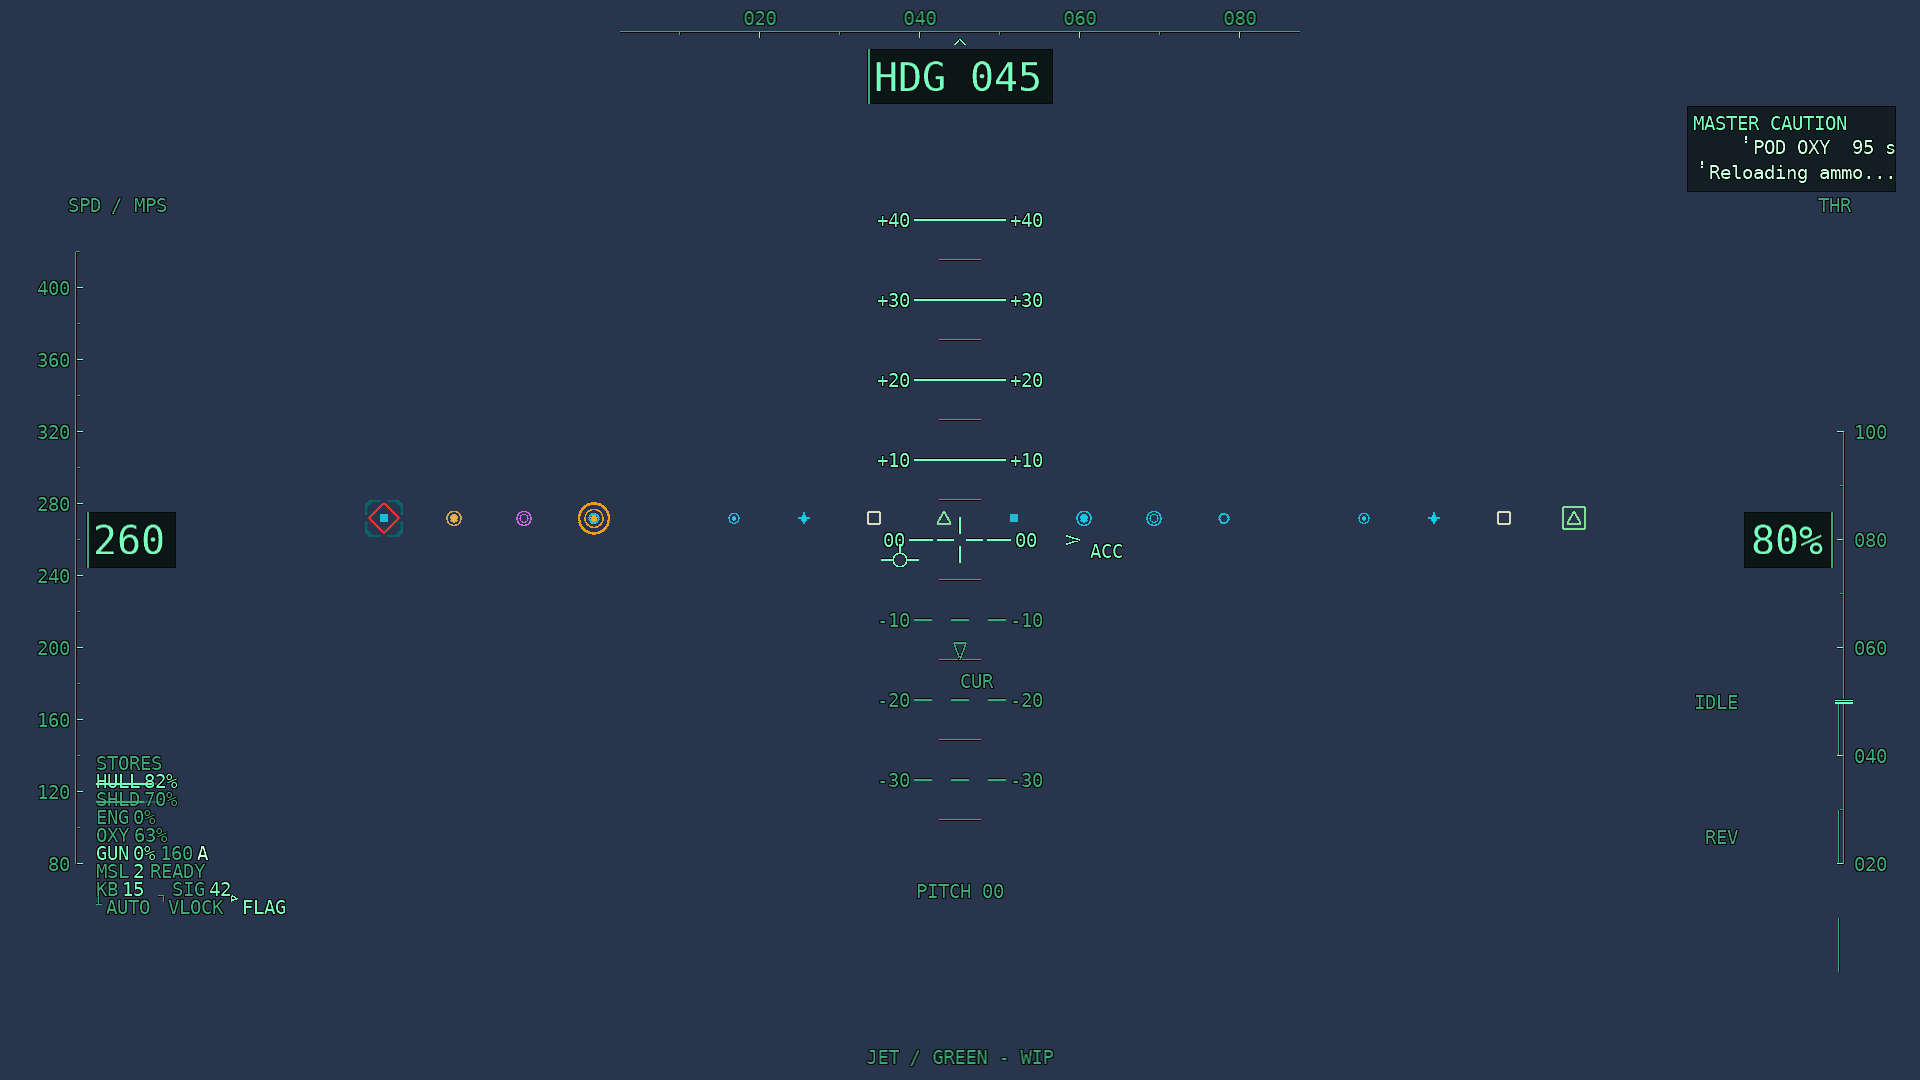 020 040 060 080
HDG 045
MASTER CAUTION
'POD OXY 95 s
'Reloading ammo...
SPD / MPS
THR
+40 +40
400
+30 +30
360
+20 +20
320
100
+10 +10
280
260
00 00
ACC
80%
080
240
-10 -10
200
060
CUR
-20 -20
IDLE
160
040
STORES
HULL 82%
-30 -30
120
SHLD 70%
ENG 0%
OXY 63%
REV
GUN 0% 160 A
80
020
MSL 2 READY
KB 15 SIG 42
PITCH 00
AUTO VLOCK FLAG
JET / GREEN - WIP